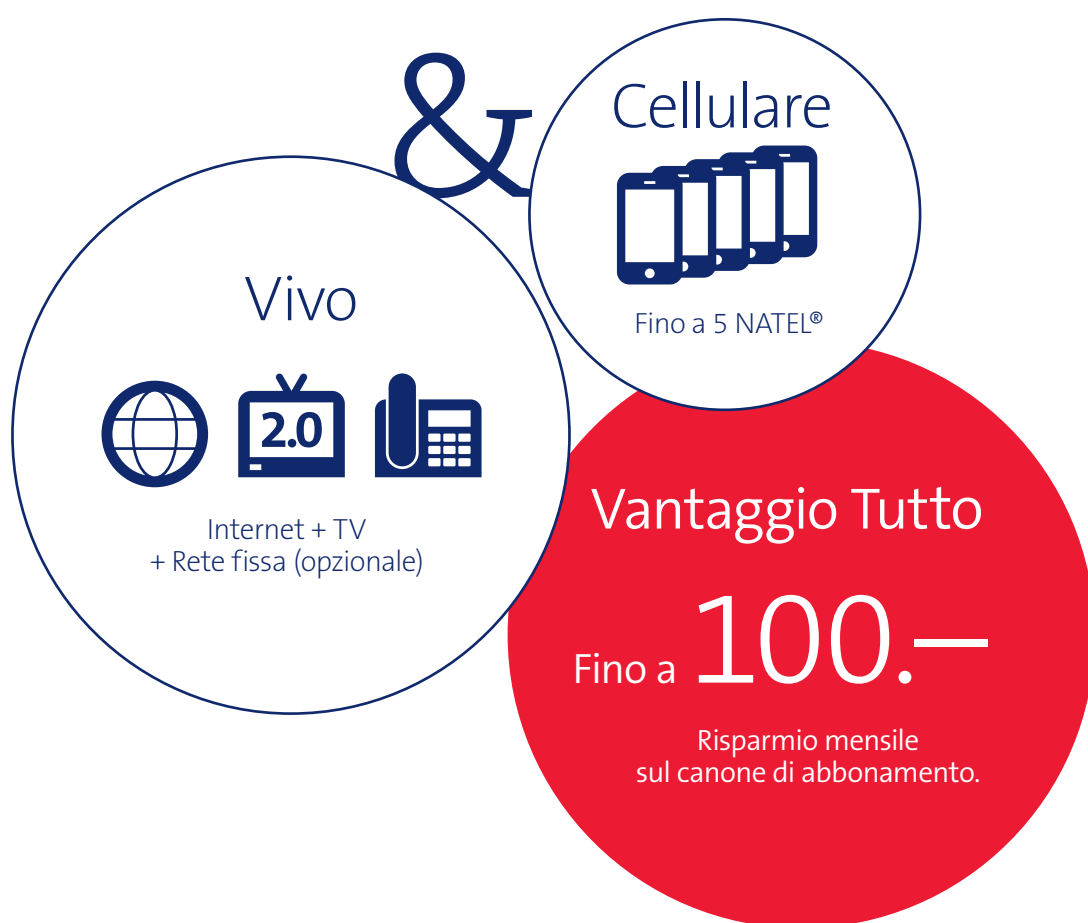 &
Cellulare
Fino a 5 NATEL®
Vivo
2.0
Internet + TV
+ Rete fissa (opzionale)
Vantaggio Tutto
Fino a 100.–
Risparmio mensile
sul canone di abbonamento.